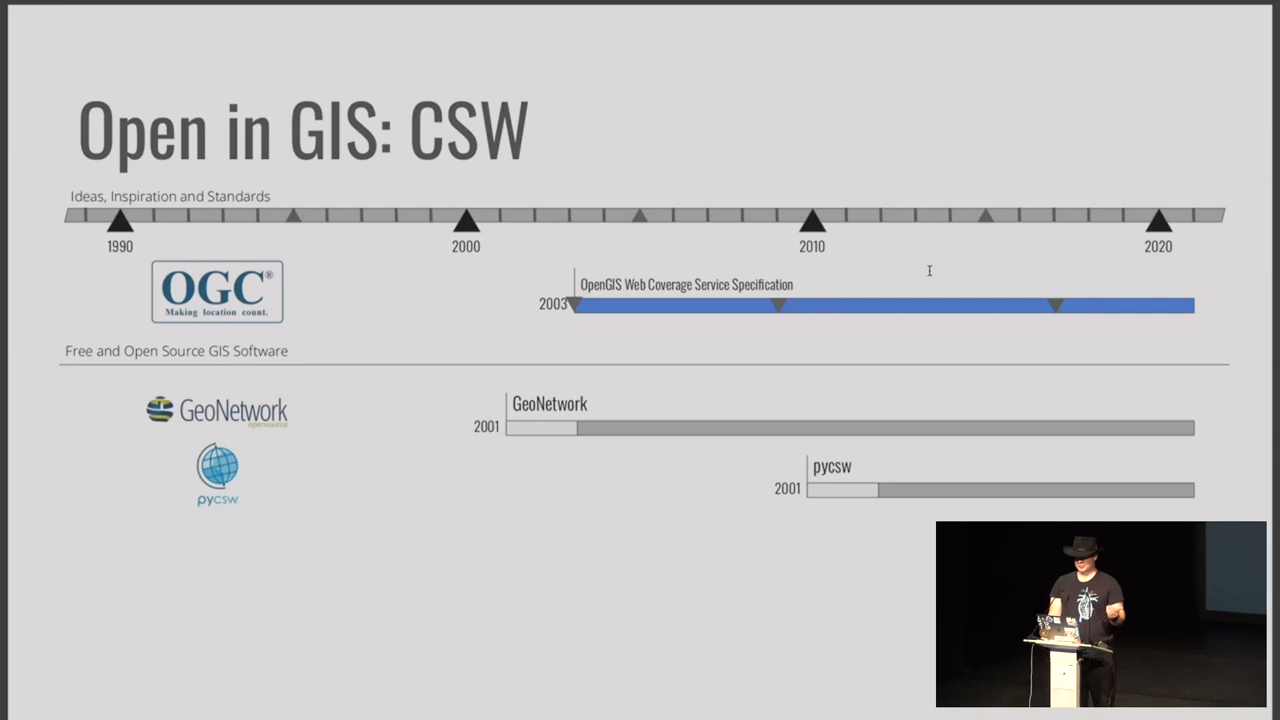 Open in GIS: CSW
Ideas, Inspiration and Standards
1990 2000 2010 2020
OGC®
Making location count.
OpenGIS Web Coverage Service Specification
2003
Free and Open Source GIS Software
GeoNetwork
opensource
GeoNetwork
2001
pycsw
pycsw
2001